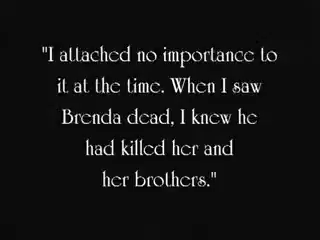 "I attached no importance to
it at the time. When I saw
Brenda dead, I knew he
had killed her and
her brothers."